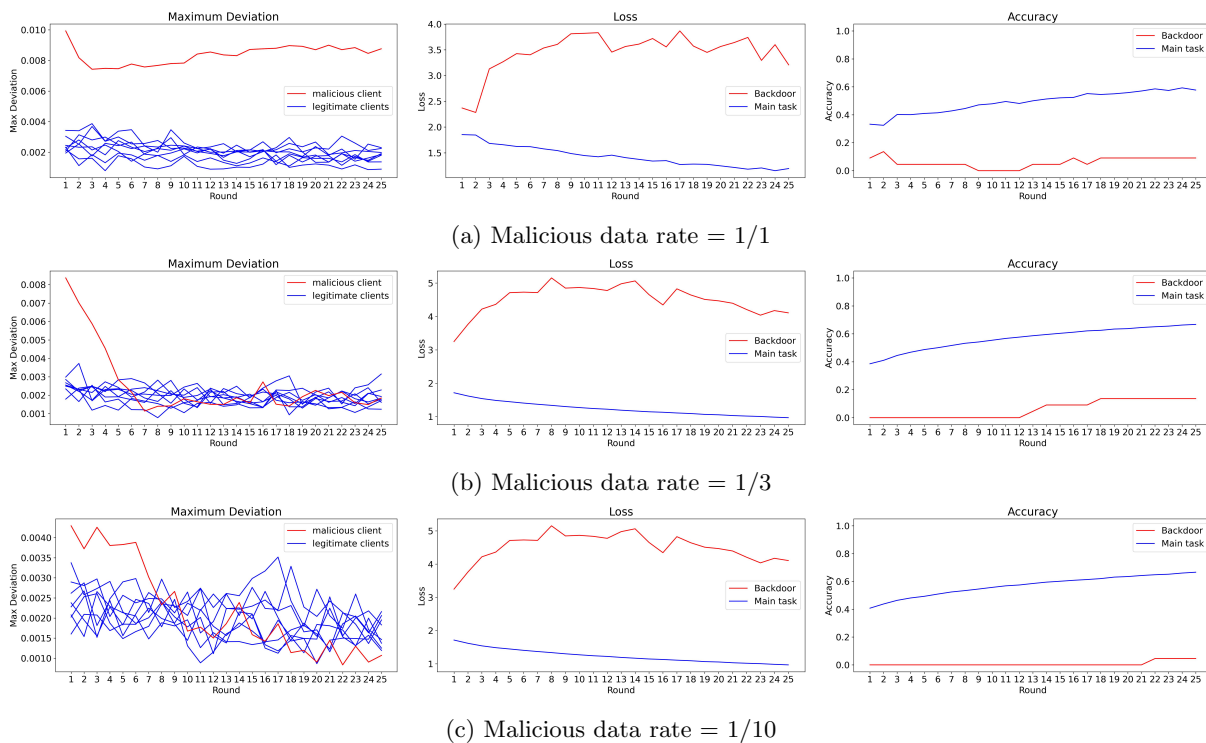 Maximum Deviation
Max Deviation
0.010
0.008
0.006
0.004
0.002
malicious client
legitimate clients
1 2 3 4 5 6 7 8 9 10 11 12 13 14 15 16 17 18 19 20 21 22 23 24 25
Round
Loss
Loss
4.0
3.5
3.0
2.5
2.0
1.5
Backdoor
Main task
1 2 3 4 5 6 7 8 9 10 11 12 13 14 15 16 17 18 19 20 21 22 23 24 25
Round
Accuracy
Accuracy
1.0
0.8
0.6
0.4
0.2
0.0
Backdoor
Main task
1 2 3 4 5 6 7 8 9 10 11 12 13 14 15 16 17 18 19 20 21 22 23 24 25
Round
(a) Malicious data rate = 1/1
Maximum Deviation
Max Deviation
0.008
0.007
0.006
0.005
0.004
0.003
0.002
0.001
malicious client
legitimate clients
1 2 3 4 5 6 7 8 9 10 11 12 13 14 15 16 17 18 19 20 21 22 23 24 25
Round
Loss
Loss
5
4
3
2
1
Backdoor
Main task
1 2 3 4 5 6 7 8 9 10 11 12 13 14 15 16 17 18 19 20 21 22 23 24 25
Round
Accuracy
Accuracy
1.0
0.8
0.6
0.4
0.2
0.0
Backdoor
Main task
1 2 3 4 5 6 7 8 9 10 11 12 13 14 15 16 17 18 19 20 21 22 23 24 25
Round
(b) Malicious data rate = 1/3
Maximum Deviation
Max Deviation
0.0040
0.0035
0.0030
0.0025
0.0020
0.0015
0.0010
malicious client
legitimate clients
1 2 3 4 5 6 7 8 9 10 11 12 13 14 15 16 17 18 19 20 21 22 23 24 25
Round
Loss
Loss
5
4
3
2
1
Backdoor
Main task
1 2 3 4 5 6 7 8 9 10 11 12 13 14 15 16 17 18 19 20 21 22 23 24 25
Round
Accuracy
Accuracy
1.0
0.8
0.6
0.4
0.2
0.0
Backdoor
Main task
1 2 3 4 5 6 7 8 9 10 11 12 13 14 15 16 17 18 19 20 21 22 23 24 25
Round
(c) Malicious data rate = 1/10